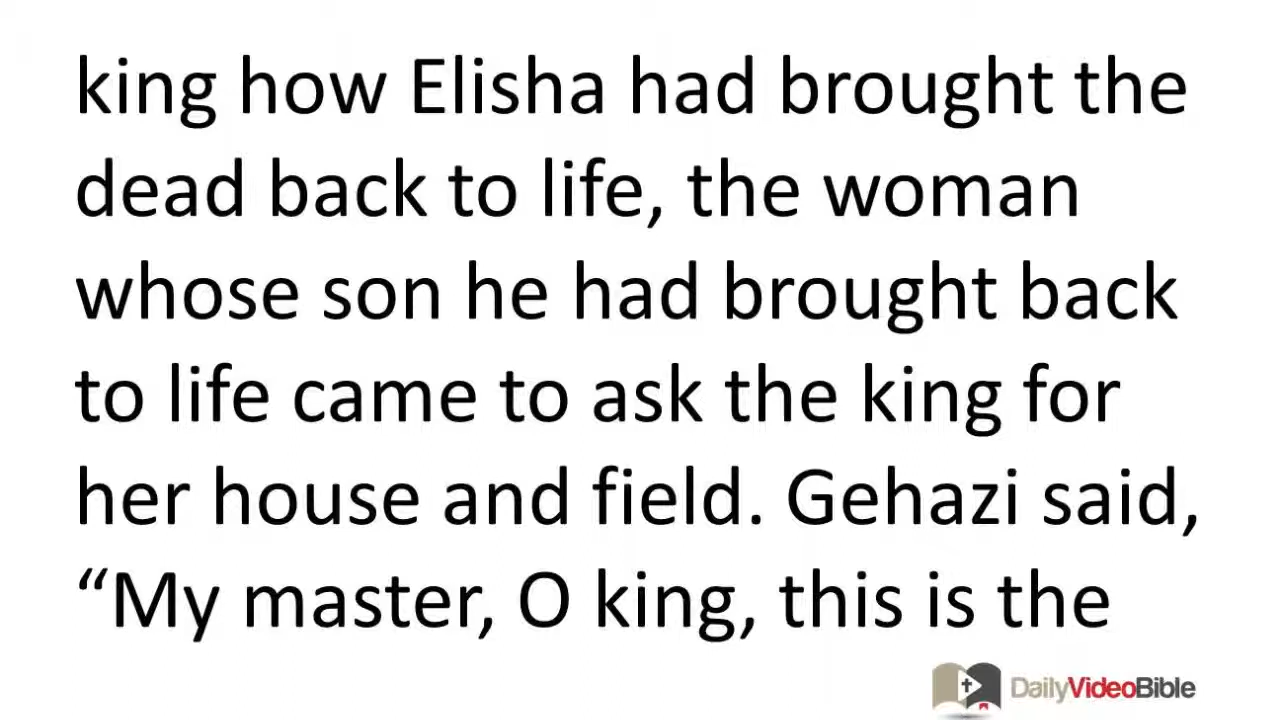 king how Elisha had brought the
dead back to life, the woman
whose son he had brought back
to life came to ask the king for
her house and field. Gehazi said,
“My master, O king, this is the
DailyVideoBible